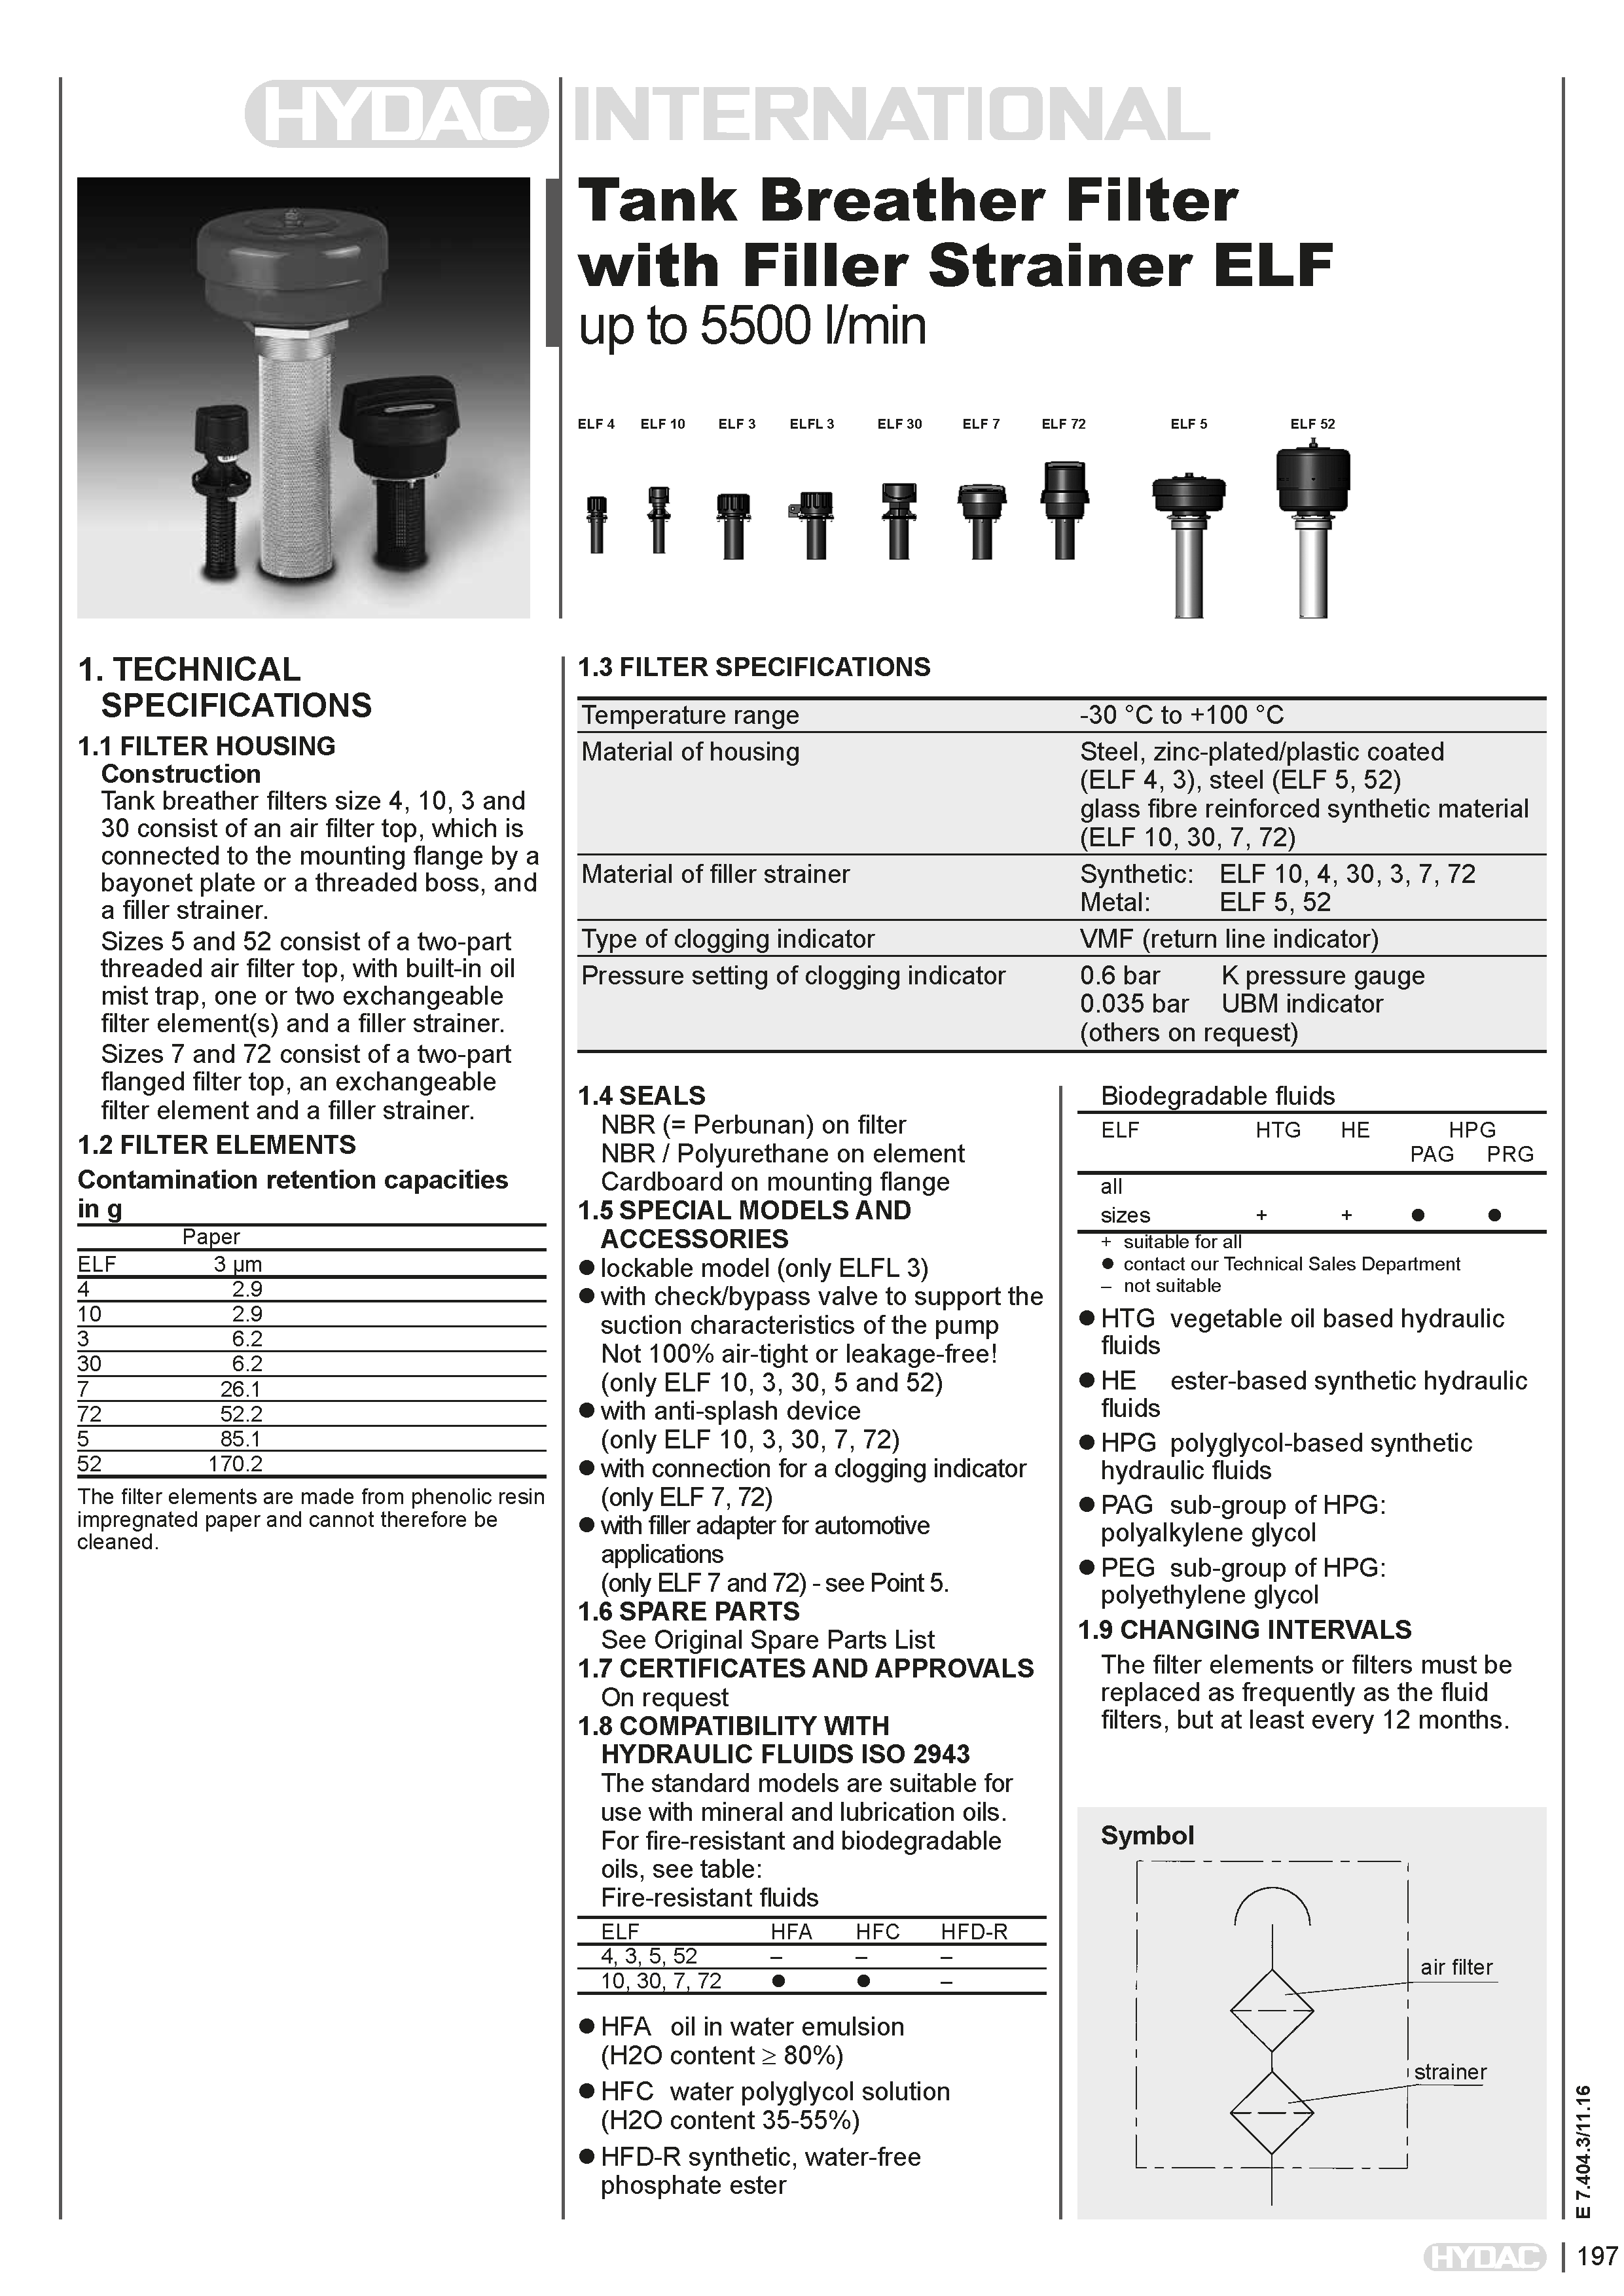 HYDAC INTERNATIONAL
Tank Breather Filter
with Filler Strainer ELF
up to 5500 l/min
ELF 4 ELF 10 ELF 3 ELFL 3 ELF 30 ELF 7 ELF 72 ELF 5 ELF 52
1. TECHNICAL
SPECIFICATIONS
1.1 FILTER HOUSING
Construction
Tank breather filters size 4, 10, 3 and
30 consist of an air filter top, which is
connected to the mounting flange by a
bayonet plate or a threaded boss, and
a filler strainer.
Sizes 5 and 52 consist of a two-part
threaded air filter top, with built-in oil
mist trap, one or two exchangeable
filter element(s) and a filler strainer.
Sizes 7 and 72 consist of a two-part
flanged filter top, an exchangeable
filter element and a filler strainer.
1.2 FILTER ELEMENTS
Contamination retention capacities
in g
Paper
ELF 3 µm
4 2.9
10 2.9
3 6.2
30 6.2
7 26.1
72 52.2
5 85.1
52 170.2
The filter elements are made from phenolic resin
impregnated paper and cannot therefore be
cleaned.
1.3 FILTER SPECIFICATIONS
Temperature range -30 °C to +100 °C
Material of housing Steel, zinc-plated/plastic coated
(ELF 4, 3), steel (ELF 5, 52)
glass fibre reinforced synthetic material
(ELF 10, 30, 7, 72)
Material of filler strainer Synthetic: ELF 10, 4, 30, 3, 7, 72
Metal: ELF 5, 52
Type of clogging indicator VMF (return line indicator)
Pressure setting of clogging indicator 0.6 bar K pressure gauge
0.035 bar UBM indicator
(others on request)
1.4 SEALS
NBR (= Perbunan) on filter
NBR / Polyurethane on element
Cardboard on mounting flange
1.5 SPECIAL MODELS AND
ACCESSORIES
● lockable model (only ELFL 3)
● with check/bypass valve to support the
suction characteristics of the pump
Not 100% air-tight or leakage-free!
(only ELF 10, 3, 30, 5 and 52)
● with anti-splash device
(only ELF 10, 3, 30, 7, 72)
● with connection for a clogging indicator
(only ELF 7, 72)
● with filler adapter for automotive
applications
(only ELF 7 and 72) - see Point 5.
1.6 SPARE PARTS
See Original Spare Parts List
1.7 CERTIFICATES AND APPROVALS
On request
1.8 COMPATIBILITY WITH
HYDRAULIC FLUIDS ISO 2943
The standard models are suitable for
use with mineral and lubrication oils.
For fire-resistant and biodegradable
oils, see table:
Fire-resistant fluids
ELF HFA HFC HFD-R
4, 3, 5, 52 – – –
10, 30, 7, 72 ● ● –
● HFA oil in water emulsion
(H2O content ≥ 80%)
● HFC water polyglycol solution
(H2O content 35-55%)
● HFD-R synthetic, water-free
phosphate ester
Biodegradable fluids
ELF HTG HE HPG
PAG PRG
all
sizes + + ● ●
+ suitable for all
● contact our Technical Sales Department
– not suitable
● HTG vegetable oil based hydraulic
fluids
● HE ester-based synthetic hydraulic
fluids
● HPG polyglycol-based synthetic
hydraulic fluids
● PAG sub-group of HPG:
polyalkylene glycol
● PEG sub-group of HPG:
polyethylene glycol
1.9 CHANGING INTERVALS
The filter elements or filters must be
replaced as frequently as the fluid
filters, but at least every 12 months.
Symbol
air filter
strainer
E 7.404.3/11.16
HYDAC 197